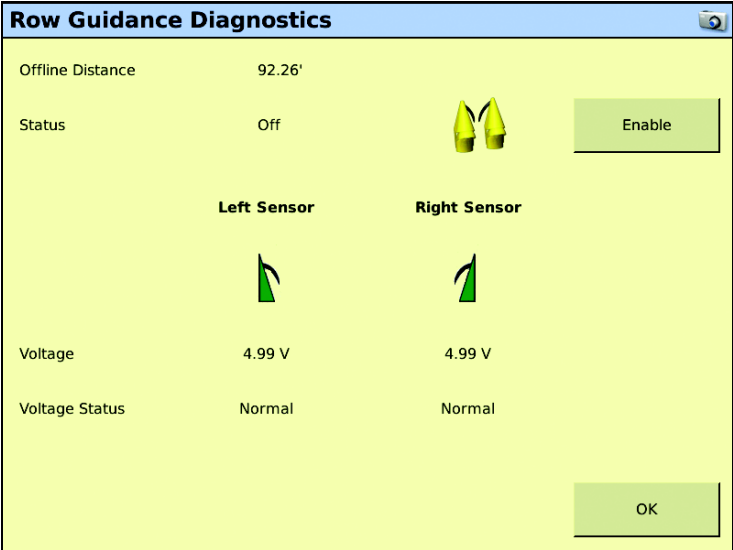 Row Guidance Diagnostics
Offline Distance 92.26'
Status Off Enable
Left Sensor Right Sensor
Voltage 4.99 V 4.99 V
Voltage Status Normal Normal
OK